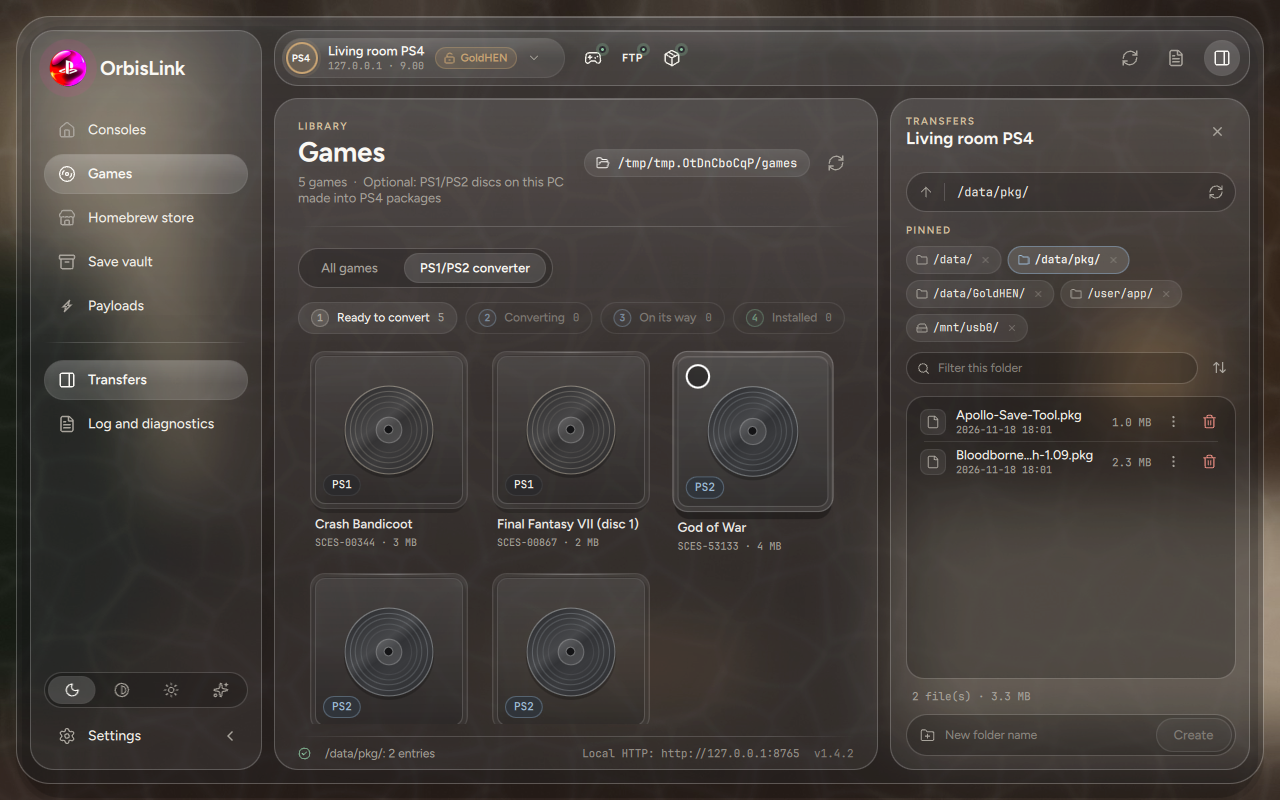 OrbisLink
Consoles
Games
Homebrew store
Save vault
Payloads
Transfers
Log and diagnostics
Settings
PS4
Living room PS4
127.0.0.1 · 9.00
GoldHEN
FTP
LIBRARY
Games
5 games · Optional: PS1/PS2 discs on this PC
made into PS4 packages
/tmp/tmp.OtDnCboCqP/games
All games
PS1/PS2 converter
1 Ready to convert 5
2 Converting 0
3 On its way 0
4 Installed 0
PS1
Crash Bandicoot
SCES-00344 · 3 MB
PS1
Final Fantasy VII (disc 1)
SCES-00867 · 2 MB
PS2
God of War
SCES-53133 · 4 MB
PS2
PS2
/data/pkg/: 2 entries
Local HTTP: http://127.0.0.1:8765
v1.4.2
TRANSFERS
Living room PS4
/data/pkg/
PINNED
/data/
/data/pkg/
/data/GoldHEN/
/user/app/
/mnt/usb0/
Filter this folder
Apollo-Save-Tool.pkg
2026-11-18 18:01
1.0 MB
Bloodborne…h-1.09.pkg
2026-11-18 18:01
2.3 MB
2 file(s) · 3.3 MB
New folder name
Create